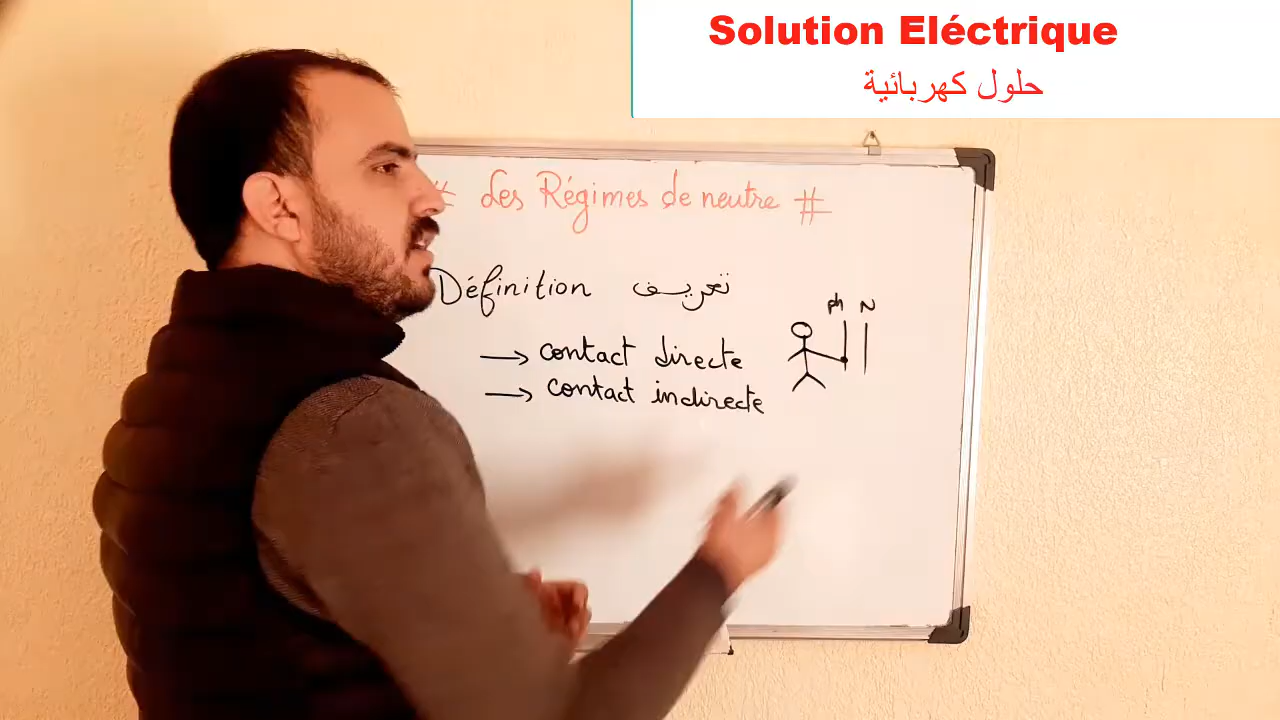 Solution Eléctrique
حلول كهربائية
# Les Régimes de neutre #
Définition تعريف
→ contact directe
→ contact indirecte
ph N